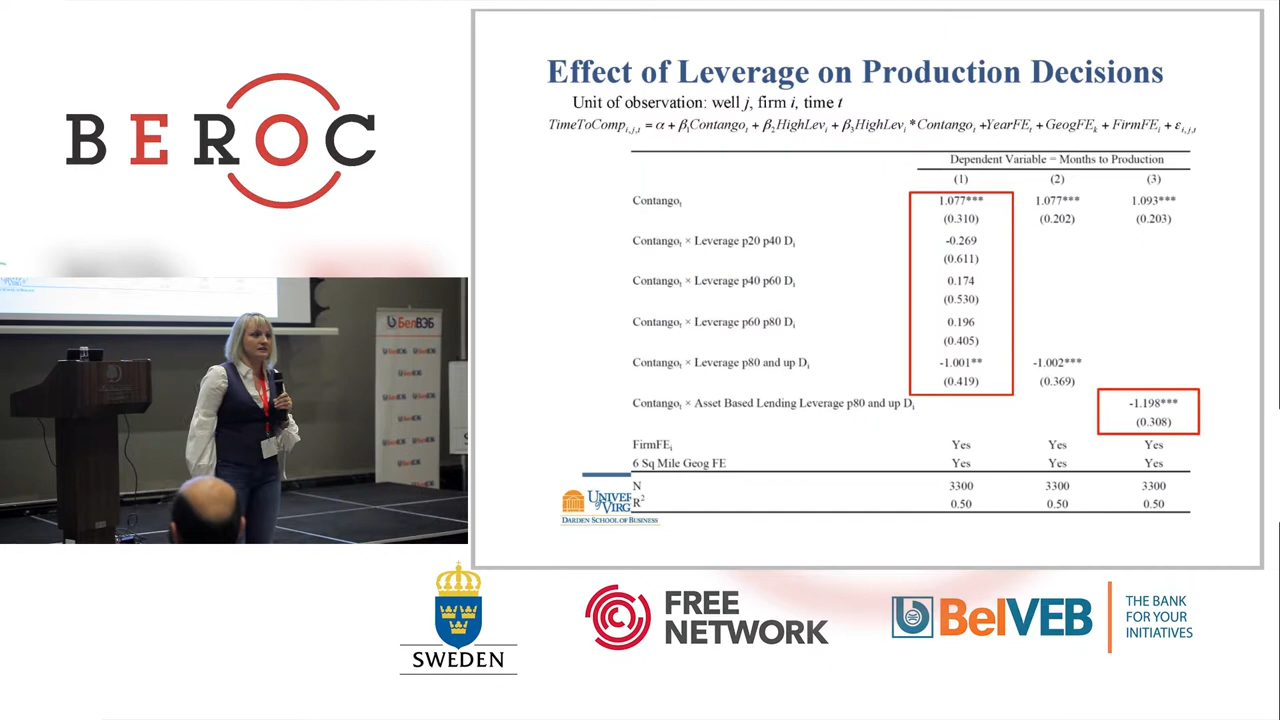 BEROC
БелВЭБ
Effect of Leverage on Production Decisions
Unit of observation: well j, firm i, time t
TimeToComp_{i,j,t} = α + β₁Contango_t + β₂HighLev_i + β₃HighLev_i * Contango_t +YearFE_t + GeogFE_k + FirmFE_i + ε_{i,j,t}
Dependent Variable = Months to Production
(1) (2) (3)
Contango_t 1.077*** 1.077*** 1.093***
(0.310) (0.202) (0.203)
Contango_t × Leverage p20 p40 D_i -0.269
(0.611)
Contango_t × Leverage p40 p60 D_i 0.174
(0.530)
Contango_t × Leverage p60 p80 D_i 0.196
(0.405)
Contango_t × Leverage p80 and up D_i -1.001** -1.002***
(0.419) (0.369)
Contango_t × Asset Based Lending Leverage p80 and up D_i -1.198***
(0.308)
FirmFE_i Yes Yes Yes
6 Sq Mile Geog FE Yes Yes Yes
N 3300 3300 3300
R² 0.50 0.50 0.50
UNIVER
of VIRG
DARDEN SCHOOL OF BUSINESS
SWEDEN
FREE
NETWORK
BelVEB
THE BANK
FOR YOUR
INITIATIVES